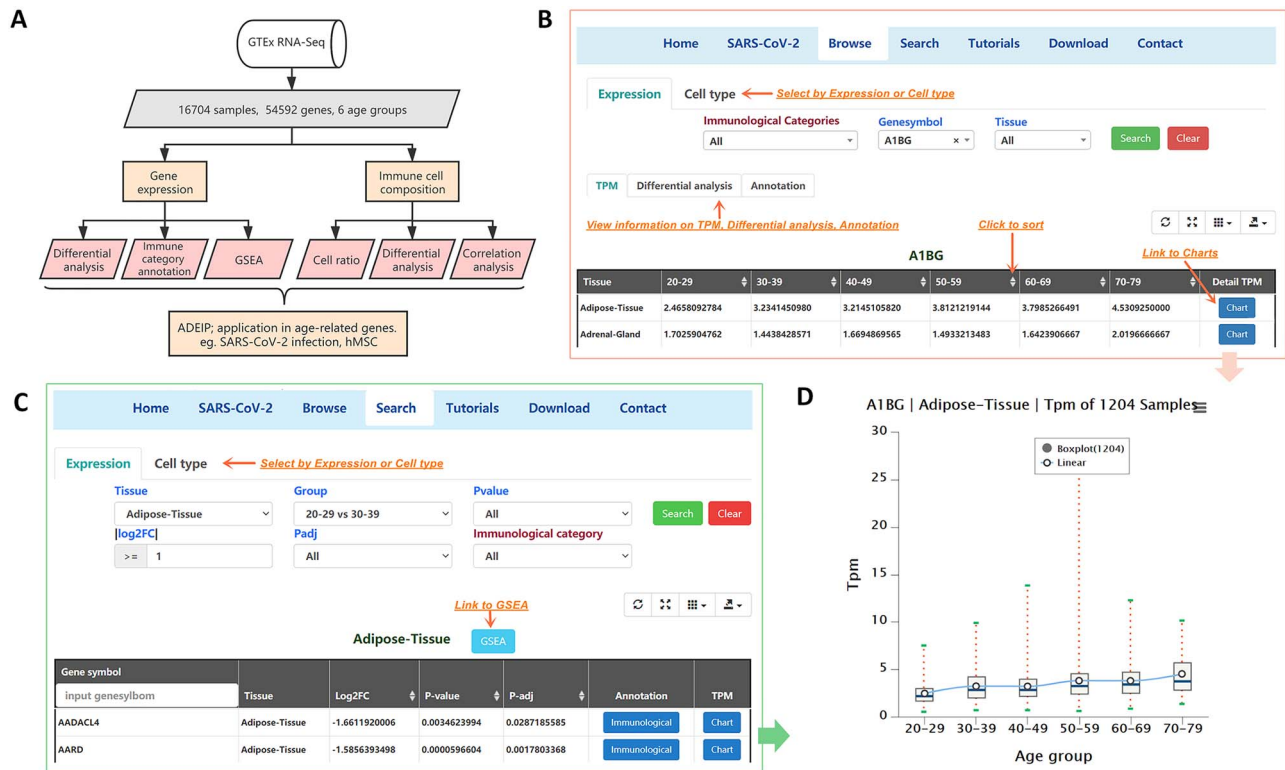 A
GTEx RNA-Seq
16704 samples, 54592 genes, 6 age groups
Gene
expression
Immune cell
composition
Differential
analysis
Immune
category
annotation
GSEA
Cell ratio
Differential
analysis
Correlation
analysis
ADEIP; application in age-related genes.
eg. SARS-CoV-2 infection, hMSC
B
Home SARS-CoV-2 Browse Search Tutorials Download Contact
Expression Cell type Select by Expression or Cell type
Immunological Categories Genesymbol Tissue
All A1BG × All Search Clear
TPM Differential analysis Annotation
View information on TPM, Differential analysis, Annotation Click to sort
Link to Charts
A1BG
Tissue 20-29 30-39 40-49 50-59 60-69 70-79 Detail TPM
Adipose-Tissue 2.4658092784 3.2341450980 3.2145105820 3.8121219144 3.7985266491 4.5309250000 Chart
Adrenal-Gland 1.7025904762 1.4438428571 1.6694869565 1.4933213483 1.6423906667 2.0196666667 Chart
C
Home SARS-CoV-2 Browse Search Tutorials Download Contact
Expression Cell type Select by Expression or Cell type
Tissue Group Pvalue
Adipose-Tissue 20-29 vs 30-39 All Search Clear
|log2FC| Padj Immunological category
>= 1 All All
Link to GSEA
Adipose-Tissue GSEA
Gene symbol
input genesylbom Tissue Log2FC P-value P-adj Annotation TPM
AADACL4 Adipose-Tissue -1.6611920006 0.0034623994 0.0287185585 Immunological Chart
AARD Adipose-Tissue -1.5856393498 0.0000596604 0.0017803368 Immunological Chart
D
A1BG | Adipose-Tissue | Tpm of 1204 Samples
Boxplot(1204)
Linear
30
25
20
15
10
5
0
Tpm
20-29 30-39 40-49 50-59 60-69 70-79
Age group